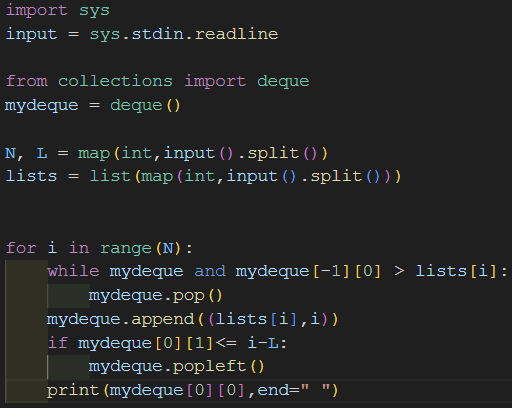 import sys
input = sys.stdin.readline
from collections import deque
mydeque = deque()
N, L = map(int,input().split())
lists = list(map(int,input().split()))
for i in range(N):
    while mydeque and mydeque[-1][0] > lists[i]:
        mydeque.pop()
    mydeque.append((lists[i],i))
    if mydeque[0][1]<= i-L:
        mydeque.popleft()
    print(mydeque[0][0],end=" ")